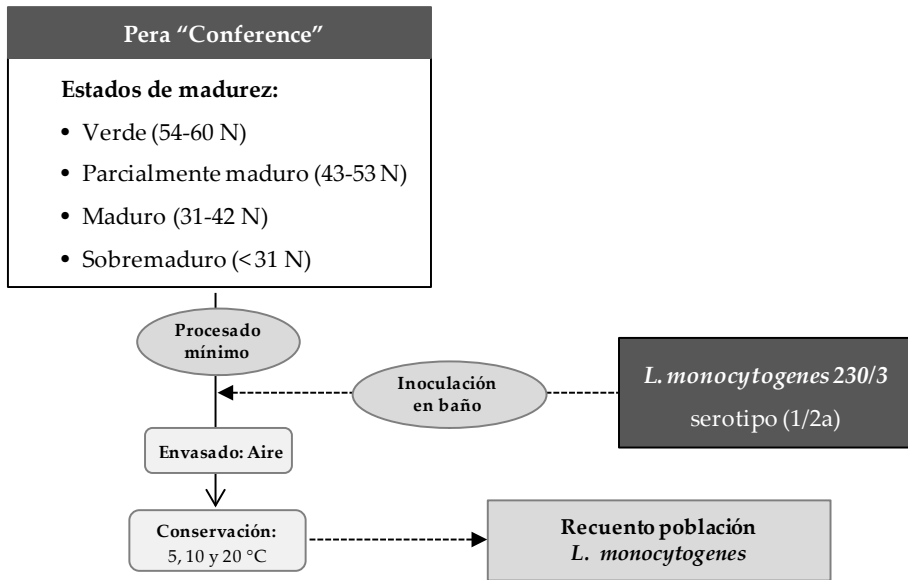 Pera “Conference”
Estados de madurez:
• Verde (54-60 N)
• Parcialmente maduro (43-53 N)
• Maduro (31-42 N)
• Sobremaduro (<31 N)
Procesado
mínimo
Inoculación
en baño
L. monocytogenes 230/3
serotipo (1/2a)
Envasado: Aire
Conservación:
5, 10 y 20 °C
Recuento población
L. monocytogenes